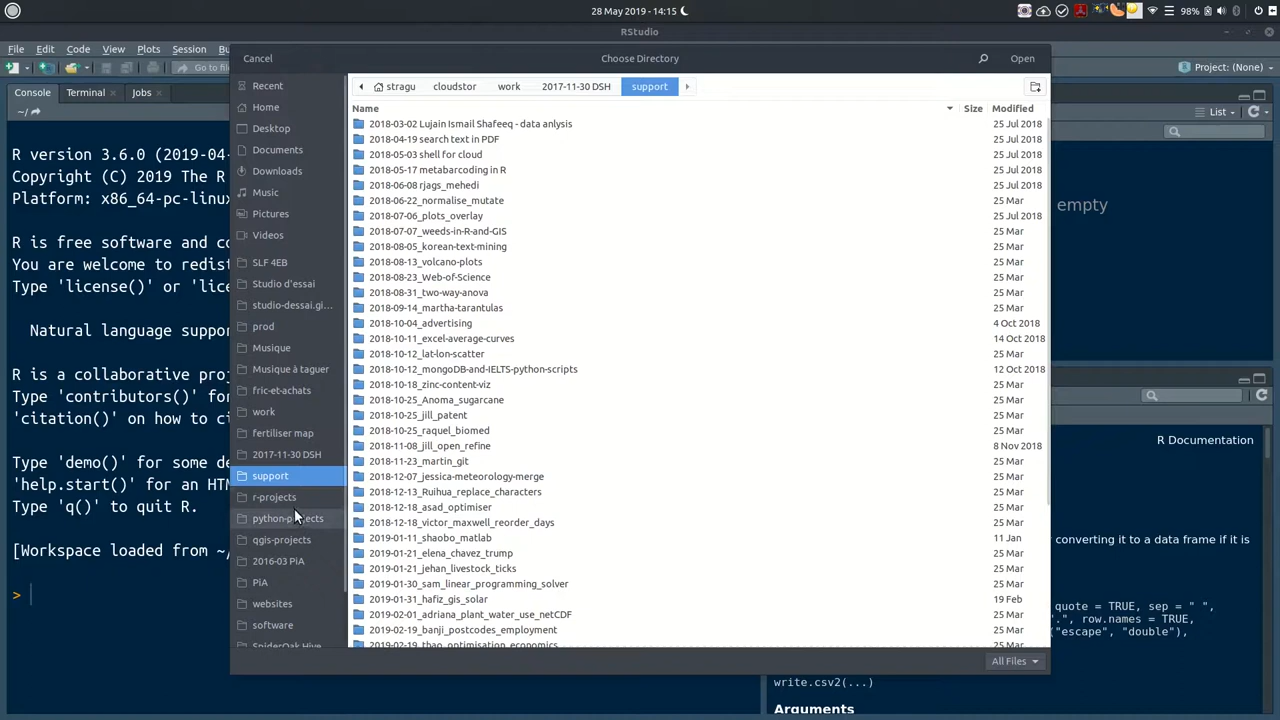 28 May 2019 - 14:15
98%
RStudio
File Edit Code View Plots Session
Go to fi
Project: (None)
Console Terminal Jobs
~/
List
R version 3.6.0 (2019-04-
Copyright (C) 2019 The R
Platform: x86_64-pc-linux
R is free software and co
You are welcome to redist
Type 'license()' or 'lice
Natural language suppor
R is a collaborative proj
Type 'contributors()' for
'citation()' on how to ci
Type 'demo()' for some de
'help.start()' for an HTM
Type 'q()' to quit R.
[Workspace loaded from ~/
>
Cancel
Choose Directory
Open
Recent
Home
Desktop
Documents
Downloads
Music
Pictures
Videos
SLF 4EB
Studio d'essai
studio-dessai.gi...
prod
Musique
Musique à taguer
fric-et-achats
work
fertiliser map
2017-11-30 DSH
support
r-projects
python-projects
qgis-projects
2016-03 PiA
PiA
websites
software
SpiderOak Hive
stragu cloudstor work 2017-11-30 DSH support
Name Size Modified
2018-03-02 Lujain Ismail Shafeeq - data anlysis 25 Jul 2018
2018-04-19 search text in PDF 25 Jul 2018
2018-05-03 shell for cloud 25 Jul 2018
2018-05-17 metabarcoding in R 25 Jul 2018
2018-06-08 rjags_mehedi 25 Jul 2018
2018-06-22_normalise_mutate 25 Mar
2018-07-06_plots_overlay 25 Jul 2018
2018-07-07_weeds-in-R-and-GIS 25 Mar
2018-08-05_korean-text-mining 25 Mar
2018-08-13_volcano-plots 25 Mar
2018-08-23_Web-of-Science 25 Mar
2018-08-31_two-way-anova 25 Mar
2018-09-14_martha-tarantulas 25 Mar
2018-10-04_advertising 4 Oct 2018
2018-10-11_excel-average-curves 14 Oct 2018
2018-10-12_lat-lon-scatter 25 Mar
2018-10-12_mongoDB-and-IELTS-python-scripts 12 Oct 2018
2018-10-18_zinc-content-viz 25 Mar
2018-10-25_Anoma_sugarcane 25 Mar
2018-10-25_jill_patent 25 Mar
2018-10-25_raquel_biomed 25 Mar
2018-11-08_jill_open_refine 8 Nov 2018
2018-11-23_martin_git 25 Mar
2018-12-07_jessica-meteorology-merge 25 Mar
2018-12-13_Ruihua_replace_characters 25 Mar
2018-12-18_asad_optimiser 25 Mar
2018-12-18_victor_maxwell_reorder_days 25 Mar
2019-01-11_shaobo_matlab 11 Jan
2019-01-21_elena_chavez_trump 25 Mar
2019-01-21_jehan_livestock_ticks 25 Mar
2019-01-30_sam_linear_programming_solver 25 Mar
2019-01-31_hafiz_gis_solar 19 Feb
2019-02-01_adriana_plant_water_use_netCDF 25 Mar
2019-02-19_banji_postcodes_employment 25 Mar
2019-02-19_thao_optimisation_economics 25 Mar
All Files
empty
R Documentation
converting it to a data frame if it is
quote = TRUE, sep = " ",
".", row.names = TRUE,
"escape", "double"),
write.csv2(...)
Arguments